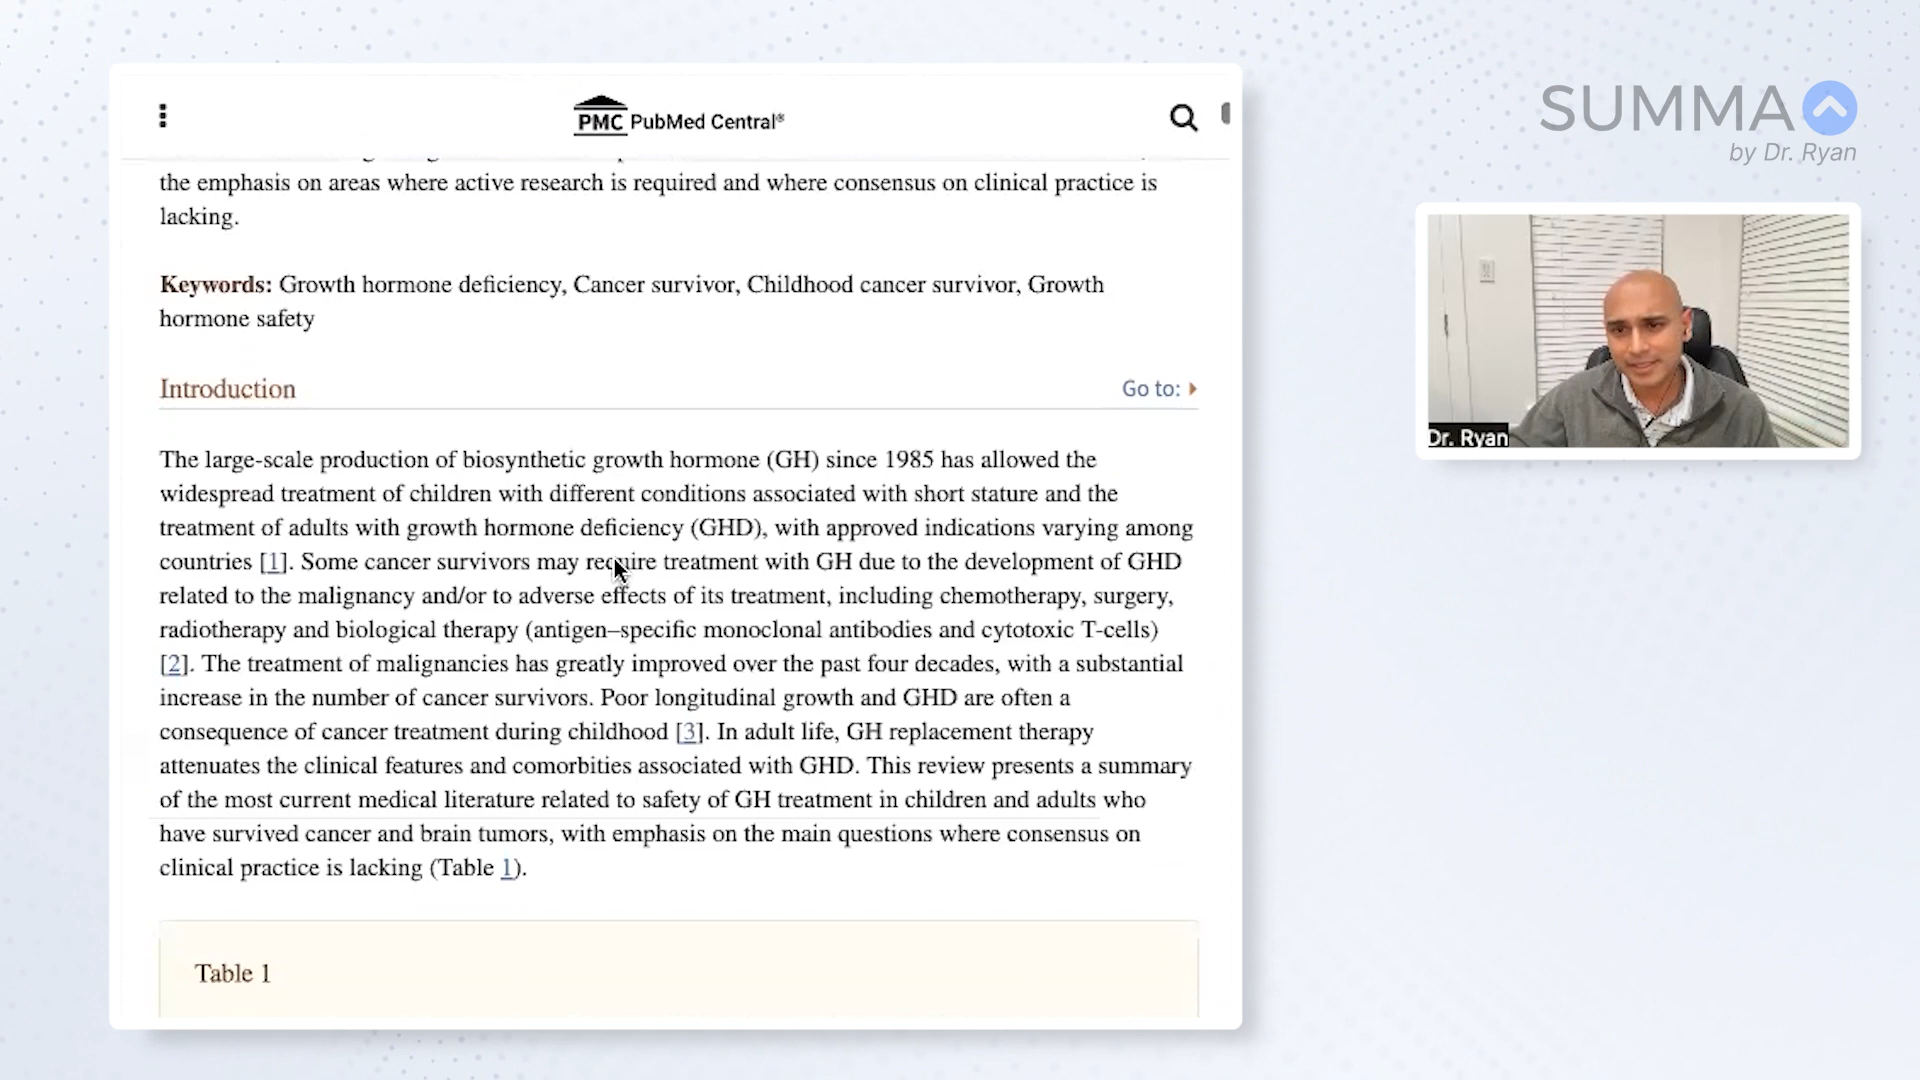 SUMMA
by Dr. Ryan
PMC PubMed Central®
the emphasis on areas where active research is required and where consensus on clinical practice is
lacking.
Keywords: Growth hormone deficiency, Cancer survivor, Childhood cancer survivor, Growth
hormone safety
Introduction
Go to:
The large-scale production of biosynthetic growth hormone (GH) since 1985 has allowed the
widespread treatment of children with different conditions associated with short stature and the
treatment of adults with growth hormone deficiency (GHD), with approved indications varying among
countries [1]. Some cancer survivors may require treatment with GH due to the development of GHD
related to the malignancy and/or to adverse effects of its treatment, including chemotherapy, surgery,
radiotherapy and biological therapy (antigen–specific monoclonal antibodies and cytotoxic T-cells)
[2]. The treatment of malignancies has greatly improved over the past four decades, with a substantial
increase in the number of cancer survivors. Poor longitudinal growth and GHD are often a
consequence of cancer treatment during childhood [3]. In adult life, GH replacement therapy
attenuates the clinical features and comorbities associated with GHD. This review presents a summary
of the most current medical literature related to safety of GH treatment in children and adults who
have survived cancer and brain tumors, with emphasis on the main questions where consensus on
clinical practice is lacking (Table 1).
Table 1
Dr. Ryan